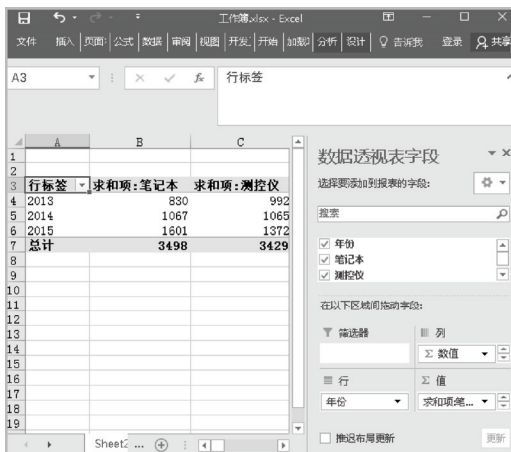 工作簿.xlsx - Excel
文件 插入 页面 公式 数据 审阅 视图 开发 开始 加载 分析 设计 告诉我 登录 共享
A3 fx 行标签
A B C
1
2
3 行标签 求和项:笔记本 求和项:测控仪
4 2013 830 992
5 2014 1067 1065
6 2015 1601 1372
7 总计 3498 3429
8
9
10
11
12
13
14
15
16
17
18
19
Sheet2 ...
数据透视表字段
选择要添加到报表的字段:
搜索
年份
笔记本
测控仪
在以下区域间拖动字段:
筛选器 列
Σ 数值
行 Σ 值
年份 求和项:笔...
推迟布局更新 更新